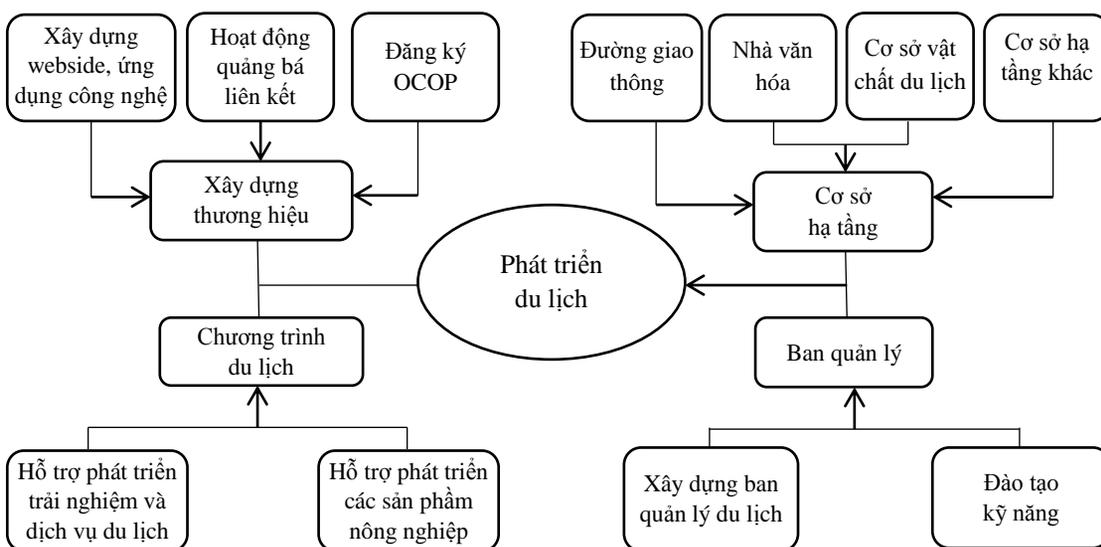 Xây dựng
webside, ứng
dụng công nghệ
Hoạt động
quảng bá
liên kết
Đăng ký
OCOP
Đường giao
thông
Nhà văn
hóa
Cơ sở vật
chất du lịch
Cơ sở hạ
tầng khác
Xây dựng
thương hiệu
Cơ sở
hạ tầng
Phát triển
du lịch
Chương trình
du lịch
Ban quản lý
Hỗ trợ phát triển
trải nghiệm và
dịch vụ du lịch
Hỗ trợ phát triển
các sản phầm
nông nghiệp
Xây dựng ban
quản lý du lịch
Đào tạo
kỹ năng